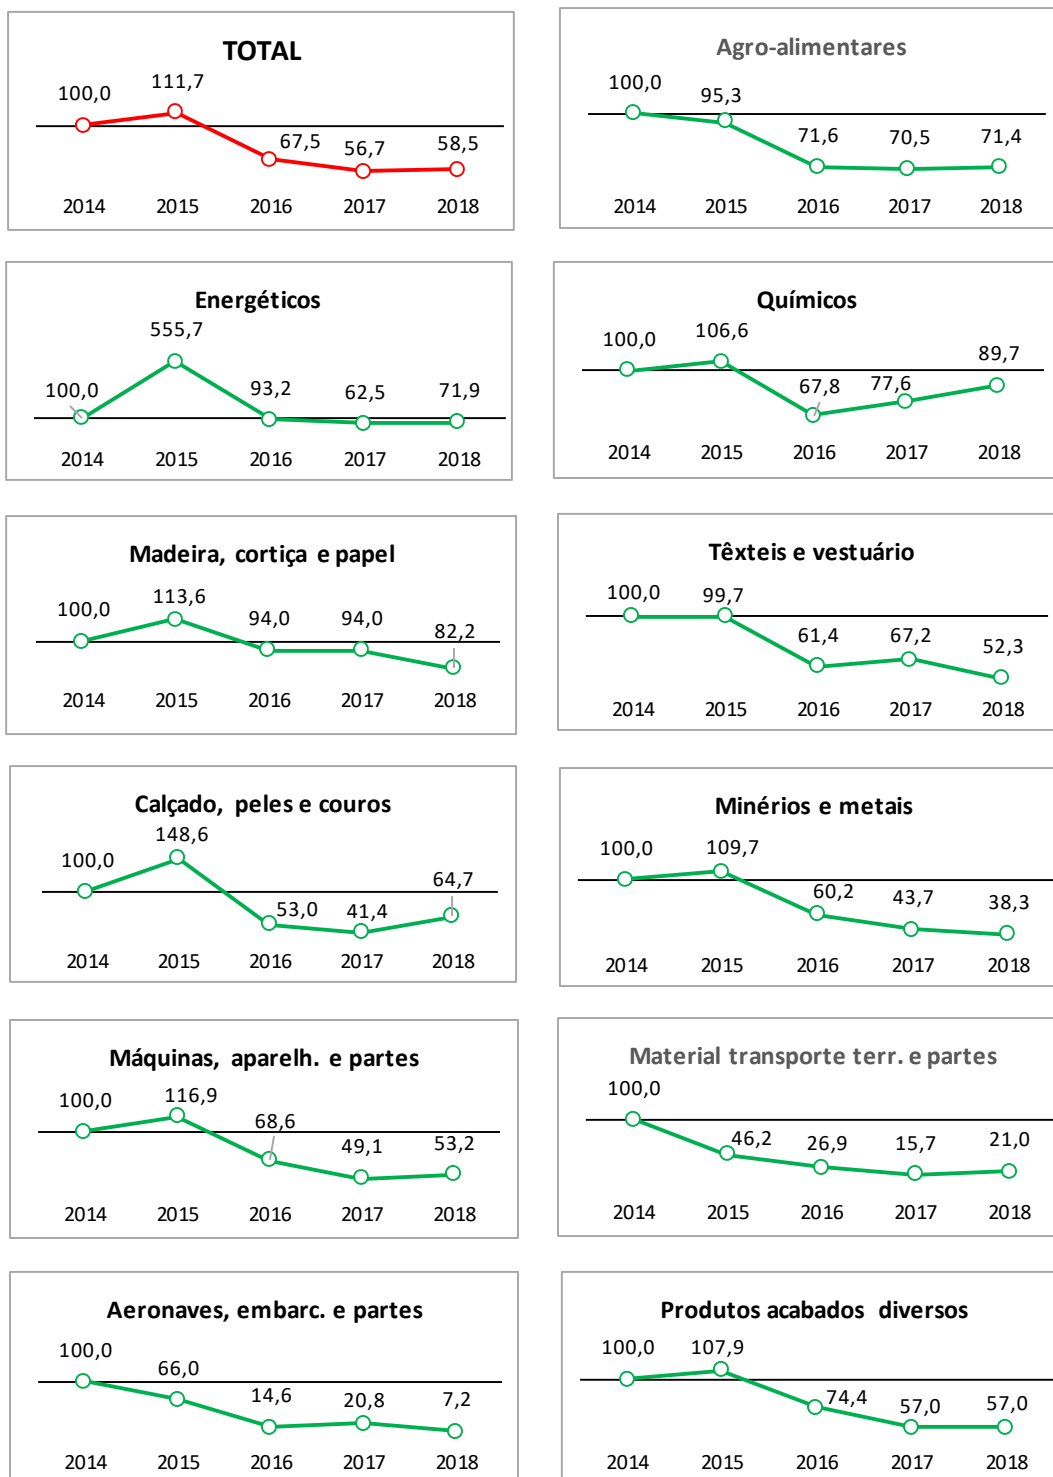 TOTAL
100,0 111,7 67,5 56,7 58,5
2014 2015 2016 2017 2018
Agro-alimentares
100,0 95,3 71,6 70,5 71,4
2014 2015 2016 2017 2018
Energéticos
100,0 555,7 93,2 62,5 71,9
2014 2015 2016 2017 2018
Químicos
100,0 106,6 67,8 77,6 89,7
2014 2015 2016 2017 2018
Madeira, cortiça e papel
100,0 113,6 94,0 94,0 82,2
2014 2015 2016 2017 2018
Têxteis e vestuário
100,0 99,7 61,4 67,2 52,3
2014 2015 2016 2017 2018
Calçado, peles e couros
100,0 148,6 53,0 41,4 64,7
2014 2015 2016 2017 2018
Minérios e metais
100,0 109,7 60,2 43,7 38,3
2014 2015 2016 2017 2018
Máquinas, aparelh. e partes
100,0 116,9 68,6 49,1 53,2
2014 2015 2016 2017 2018
Material transporte terr. e partes
100,0 46,2 26,9 15,7 21,0
2014 2015 2016 2017 2018
Aeronaves, embarc. e partes
100,0 66,0 14,6 20,8 7,2
2014 2015 2016 2017 2018
Produtos acabados diversos
100,0 107,9 74,4 57,0 57,0
2014 2015 2016 2017 2018